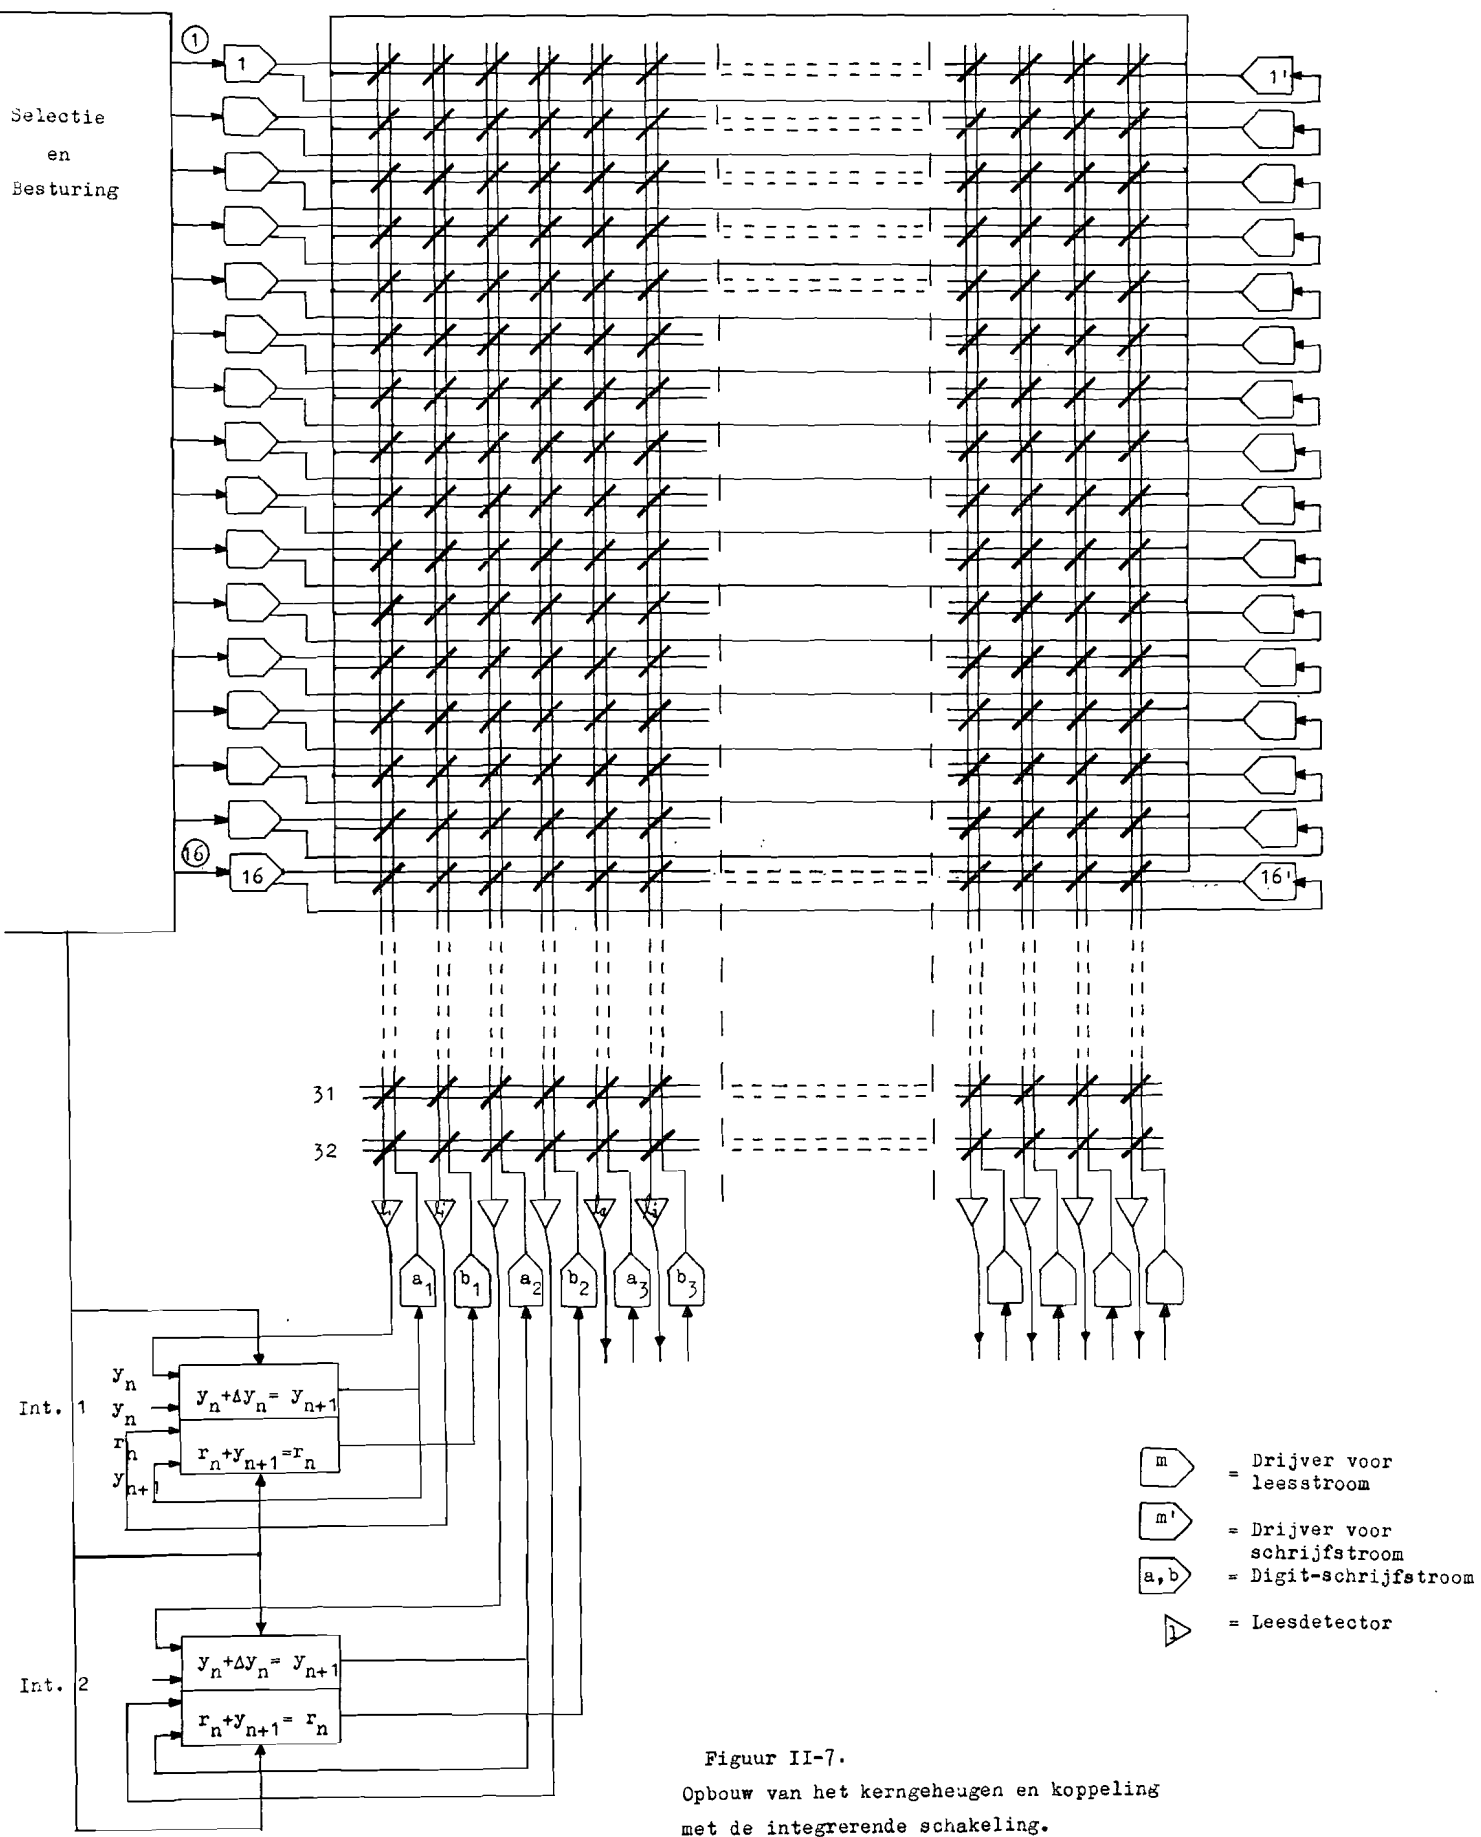 Selectie
en
Besturing
1
1
1'
16
16
16'
31
32
a1
b1
a2
b2
a3
b3
Int. 1
yn
yn
rn
yn+1
yn+Δyn= yn+1
rn+yn+1=rn
Int. 2
yn+Δyn= yn+1
rn+yn+1= rn
m = Drijver voor
leesstroom
m' = Drijver voor
schrijfstroom
a,b = Digit-schrijfstroom
1 = Leesdetector
Figuur II-7.
Opbouw van het kerngeheugen en koppeling
met de integrerende schakeling.